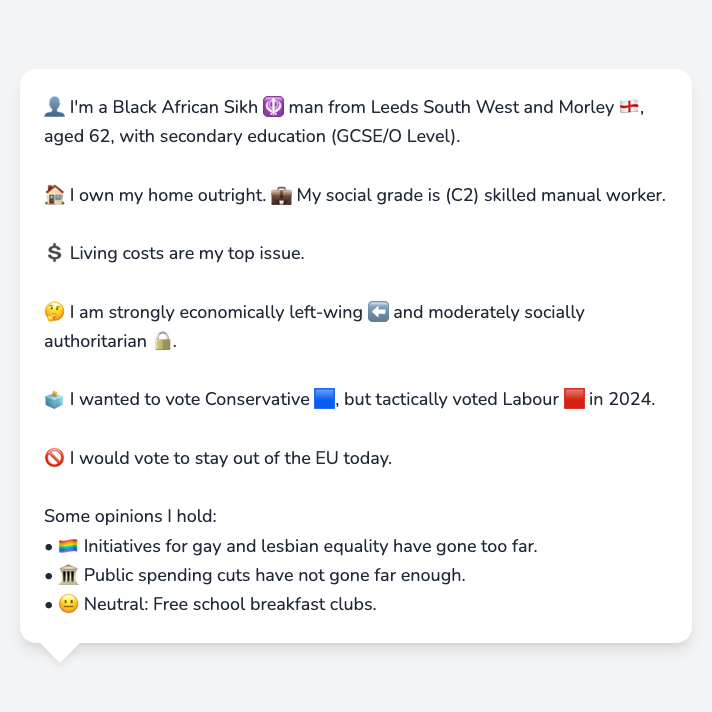 👤 I'm a Black African Sikh 🪯 man from Leeds South West and Morley 🏴󠁧󠁢󠁥󠁮󠁧󠁿,
aged 62, with secondary education (GCSE/O Level).
🏠 I own my home outright. 💼 My social grade is (C2) skilled manual worker.
💲 Living costs are my top issue.
🤔 I am strongly economically left-wing ⬅️ and moderately socially
authoritarian 🔒.
🗳️ I wanted to vote Conservative 🟦, but tactically voted Labour 🟥 in 2024.
🚫 I would vote to stay out of the EU today.
Some opinions I hold:
• 🏳️‍🌈 Initiatives for gay and lesbian equality have gone too far.
• 🏛️ Public spending cuts have not gone far enough.
• 😐 Neutral: Free school breakfast clubs.